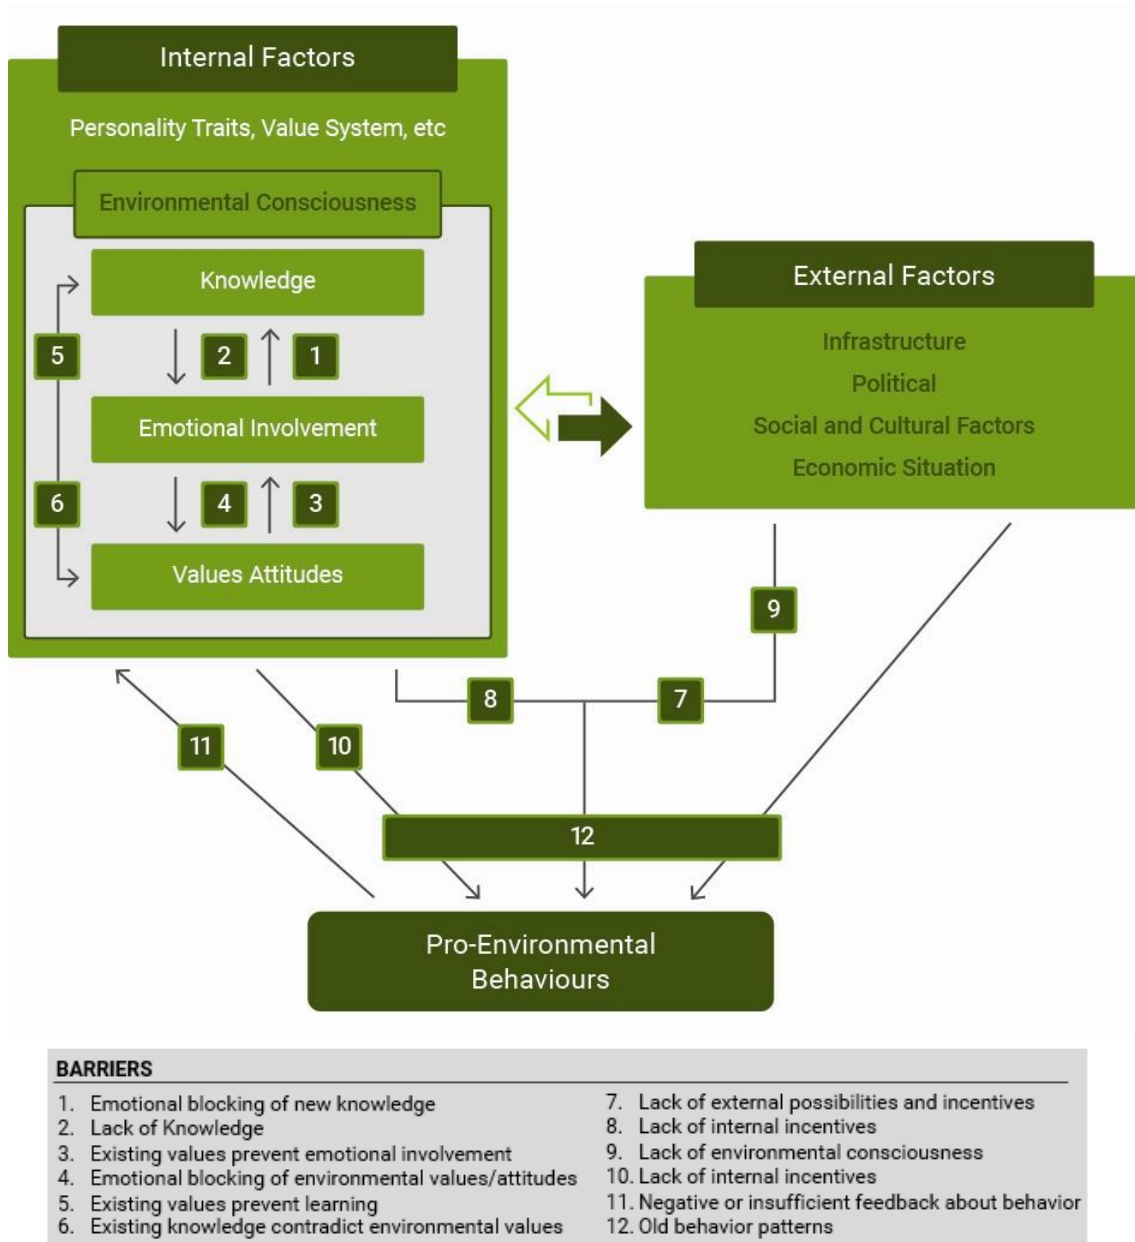 Internal Factors
Personality Traits, Value System, etc
Environmental Consciousness
Knowledge
5
2
1
Emotional Involvement
6
4
3
Values Attitudes
External Factors
Infrastructure
Political
Social and Cultural Factors
Economic Situation
9
8
7
11
10
12
Pro-Environmental
Behaviours
BARRIERS
1. Emotional blocking of new knowledge
2. Lack of Knowledge
3. Existing values prevent emotional involvement
4. Emotional blocking of environmental values/attitudes
5. Existing values prevent learning
6. Existing knowledge contradict environmental values
7. Lack of external possibilities and incentives
8. Lack of internal incentives
9. Lack of environmental consciousness
10. Lack of internal incentives
11. Negative or insufficient feedback about behavior
12. Old behavior patterns